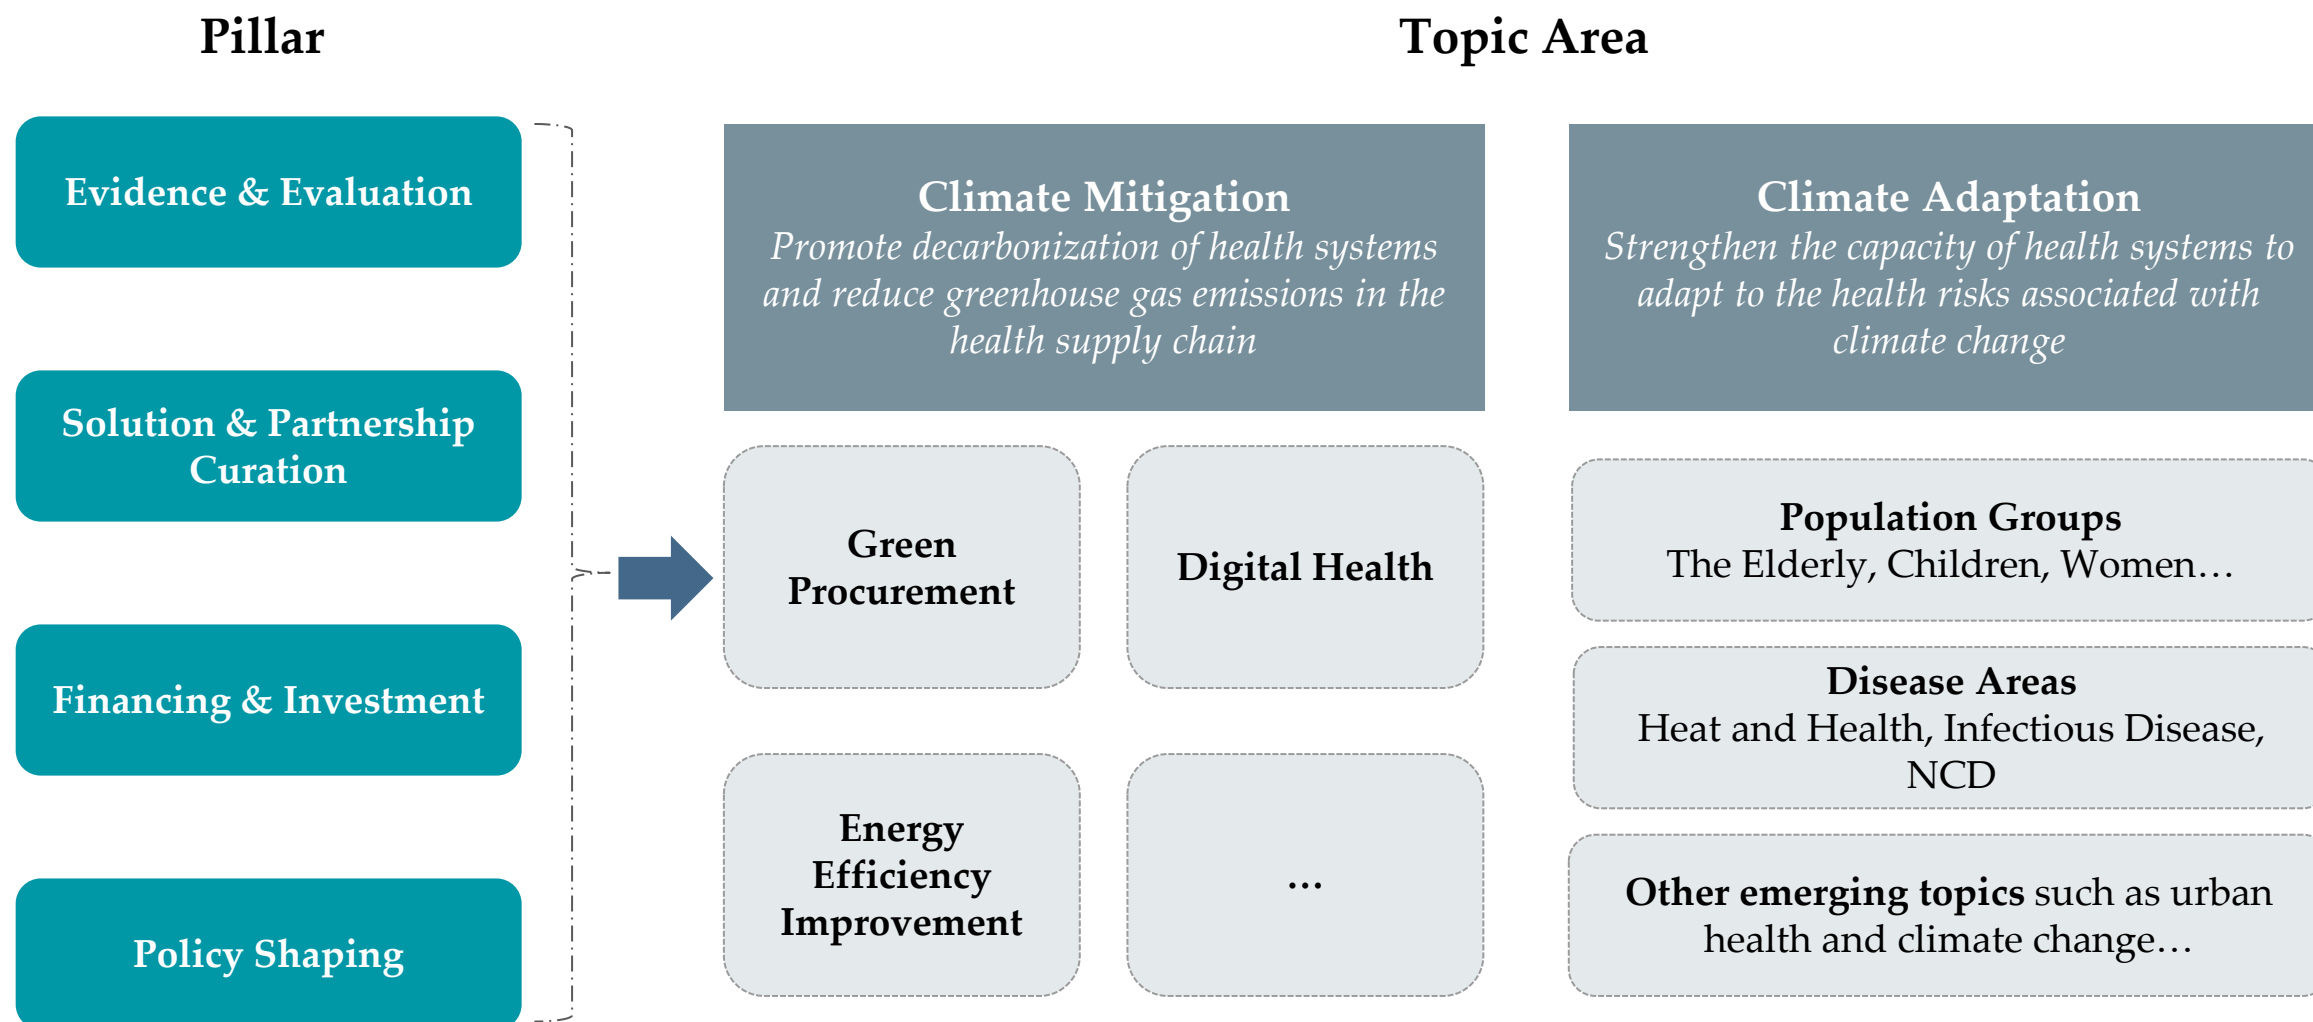 Pillar
Topic Area
Evidence & Evaluation
Solution & Partnership
Curation
Financing & Investment
Policy Shaping
Climate Mitigation
Promote decarbonization of health systems
and reduce greenhouse gas emissions in the
health supply chain
Green
Procurement
Digital Health
Energy
Efficiency
Improvement
...
Climate Adaptation
Strengthen the capacity of health systems to
adapt to the health risks associated with
climate change
Population Groups
The Elderly, Children, Women...
Disease Areas
Heat and Health, Infectious Disease,
NCD
Other emerging topics such as urban
health and climate change...